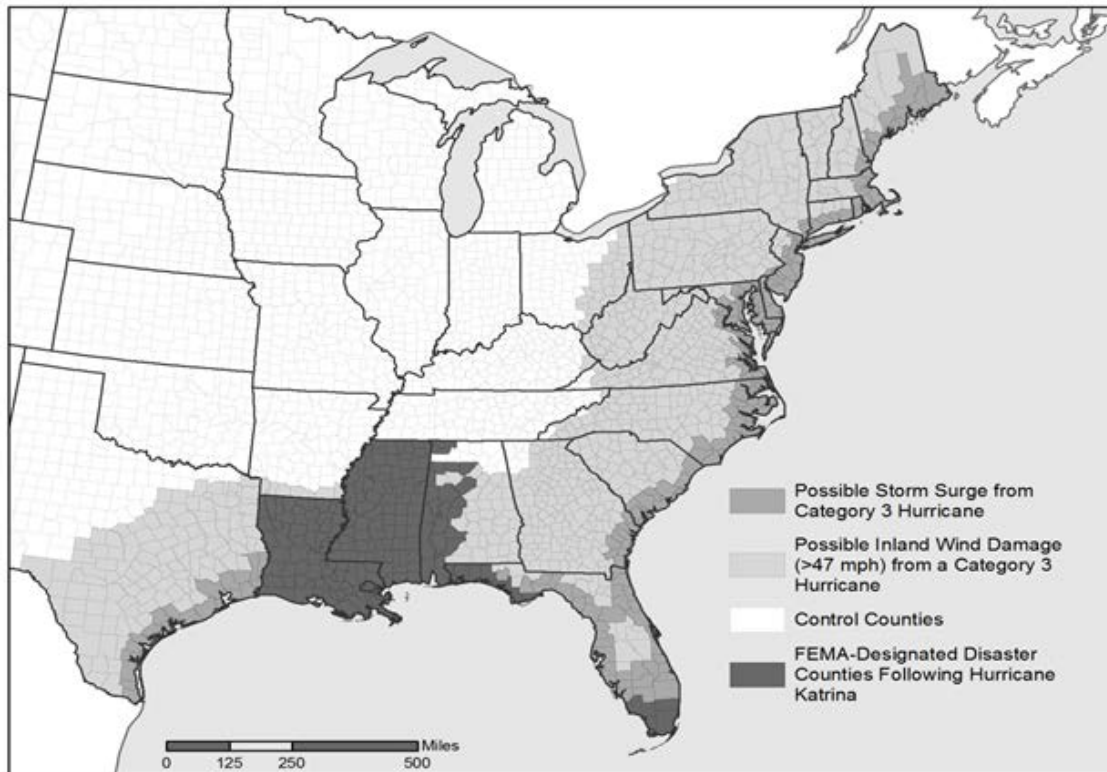 Possible Storm Surge from
Category 3 Hurricane
Possible Inland Wind Damage
(>47 mph) from a Category 3
Hurricane
Control Counties
FEMA-Designated Disaster
Counties Following Hurricane
Katrina
Miles
0 125 250 500